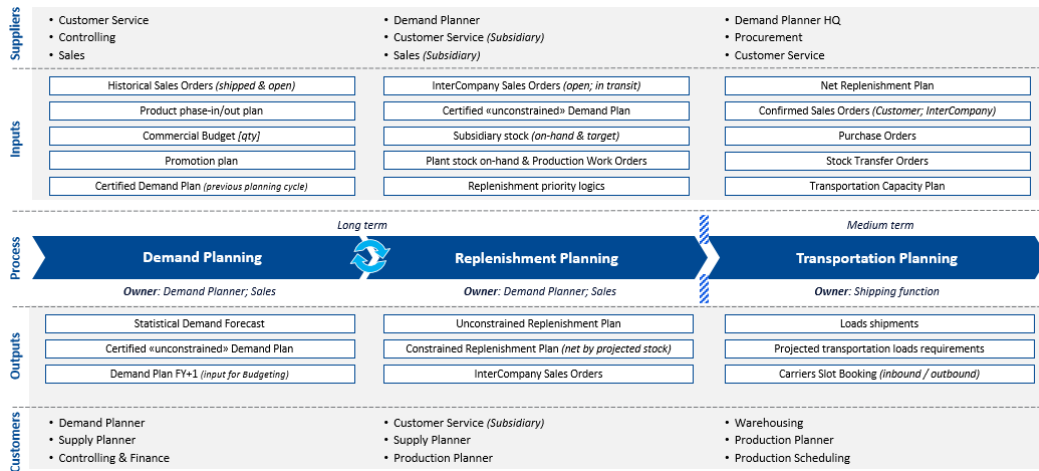 Suppliers
• Customer Service
• Controlling
• Sales
• Demand Planner
• Customer Service (Subsidiary)
• Sales (Subsidiary)
• Demand Planner HQ
• Procurement
• Customer Service
Inputs
Historical Sales Orders (shipped & open)
Product phase-in/out plan
Commercial Budget [qty]
Promotion plan
Certified Demand Plan (previous planning cycle)
InterCompany Sales Orders (open; in transit)
Certified «unconstrained» Demand Plan
Subsidiary stock (on-hand & target)
Plant stock on-hand & Production Work Orders
Replenishment priority logics
Net Replenishment Plan
Confirmed Sales Orders (Customer; InterCompany)
Purchase Orders
Stock Transfer Orders
Transportation Capacity Plan
Process
Long term
Medium term
Demand Planning
Replenishment Planning
Transportation Planning
Owner: Demand Planner; Sales
Owner: Demand Planner; Sales
Owner: Shipping function
Outputs
Statistical Demand Forecast
Certified «unconstrained» Demand Plan
Demand Plan FY+1 (input for Budgeting)
Unconstrained Replenishment Plan
Constrained Replenishment Plan (net by projected stock)
InterCompany Sales Orders
Loads shipments
Projected transportation loads requirements
Carriers Slot Booking (inbound / outbound)
Customers
• Demand Planner
• Supply Planner
• Controlling & Finance
• Customer Service (Subsidiary)
• Supply Planner
• Production Planner
• Warehousing
• Production Planner
• Production Scheduling